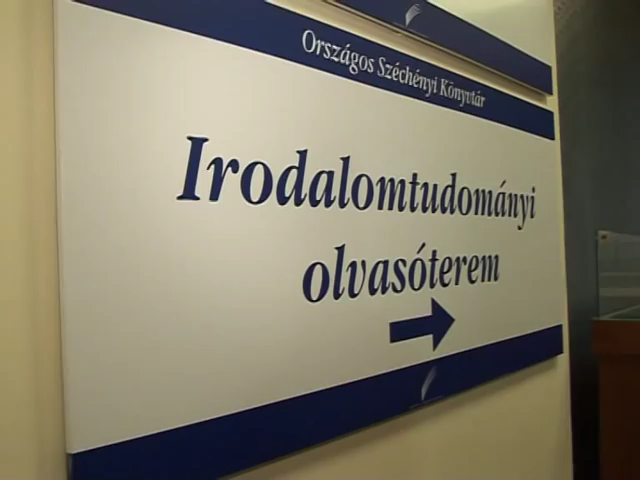 Országos Széchényi Könyvtár
Irodalomtudományi
olvasóterem